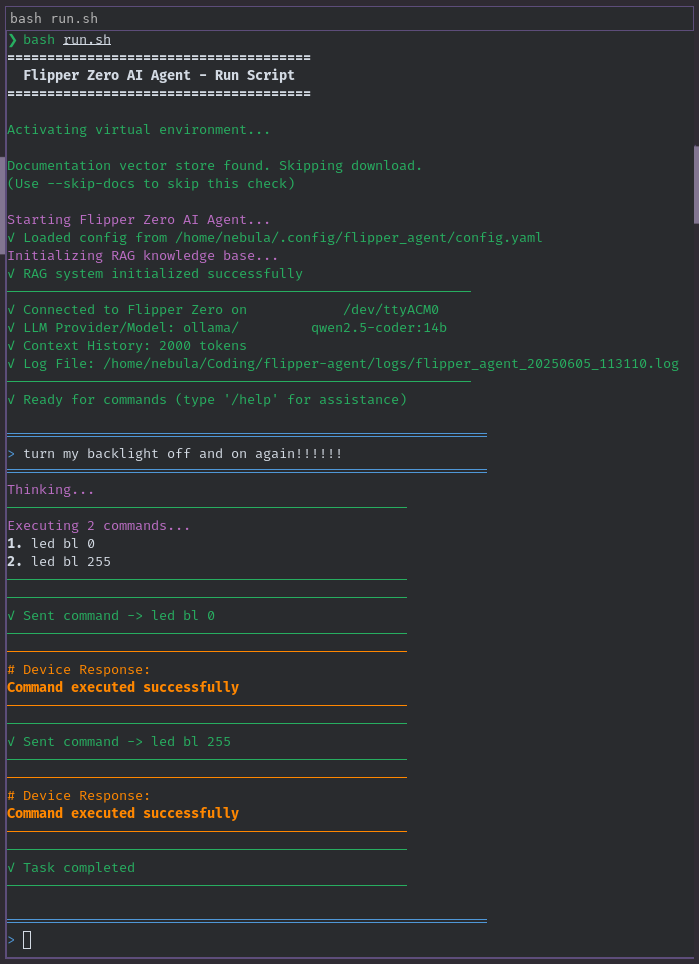 bash run.sh
❯ bash run.sh
======================================
Flipper Zero AI Agent - Run Script
======================================
Activating virtual environment...
Documentation vector store found. Skipping download.
(Use --skip-docs to skip this check)
Starting Flipper Zero AI Agent...
√ Loaded config from /home/nebula/.config/flipper_agent/config.yaml
Initializing RAG knowledge base...
√ RAG system initialized successfully
√ Connected to Flipper Zero on /dev/ttyACM0
√ LLM Provider/Model: ollama/ qwen2.5-coder:14b
√ Context History: 2000 tokens
√ Log File: /home/nebula/Coding/flipper-agent/logs/flipper_agent_20250605_113110.log
√ Ready for commands (type '/help' for assistance)
> turn my backlight off and on again!!!!!!
Thinking...
Executing 2 commands...
1. led bl 0
2. led bl 255
√ Sent command -> led bl 0
# Device Response:
Command executed successfully
√ Sent command -> led bl 255
# Device Response:
Command executed successfully
√ Task completed
>